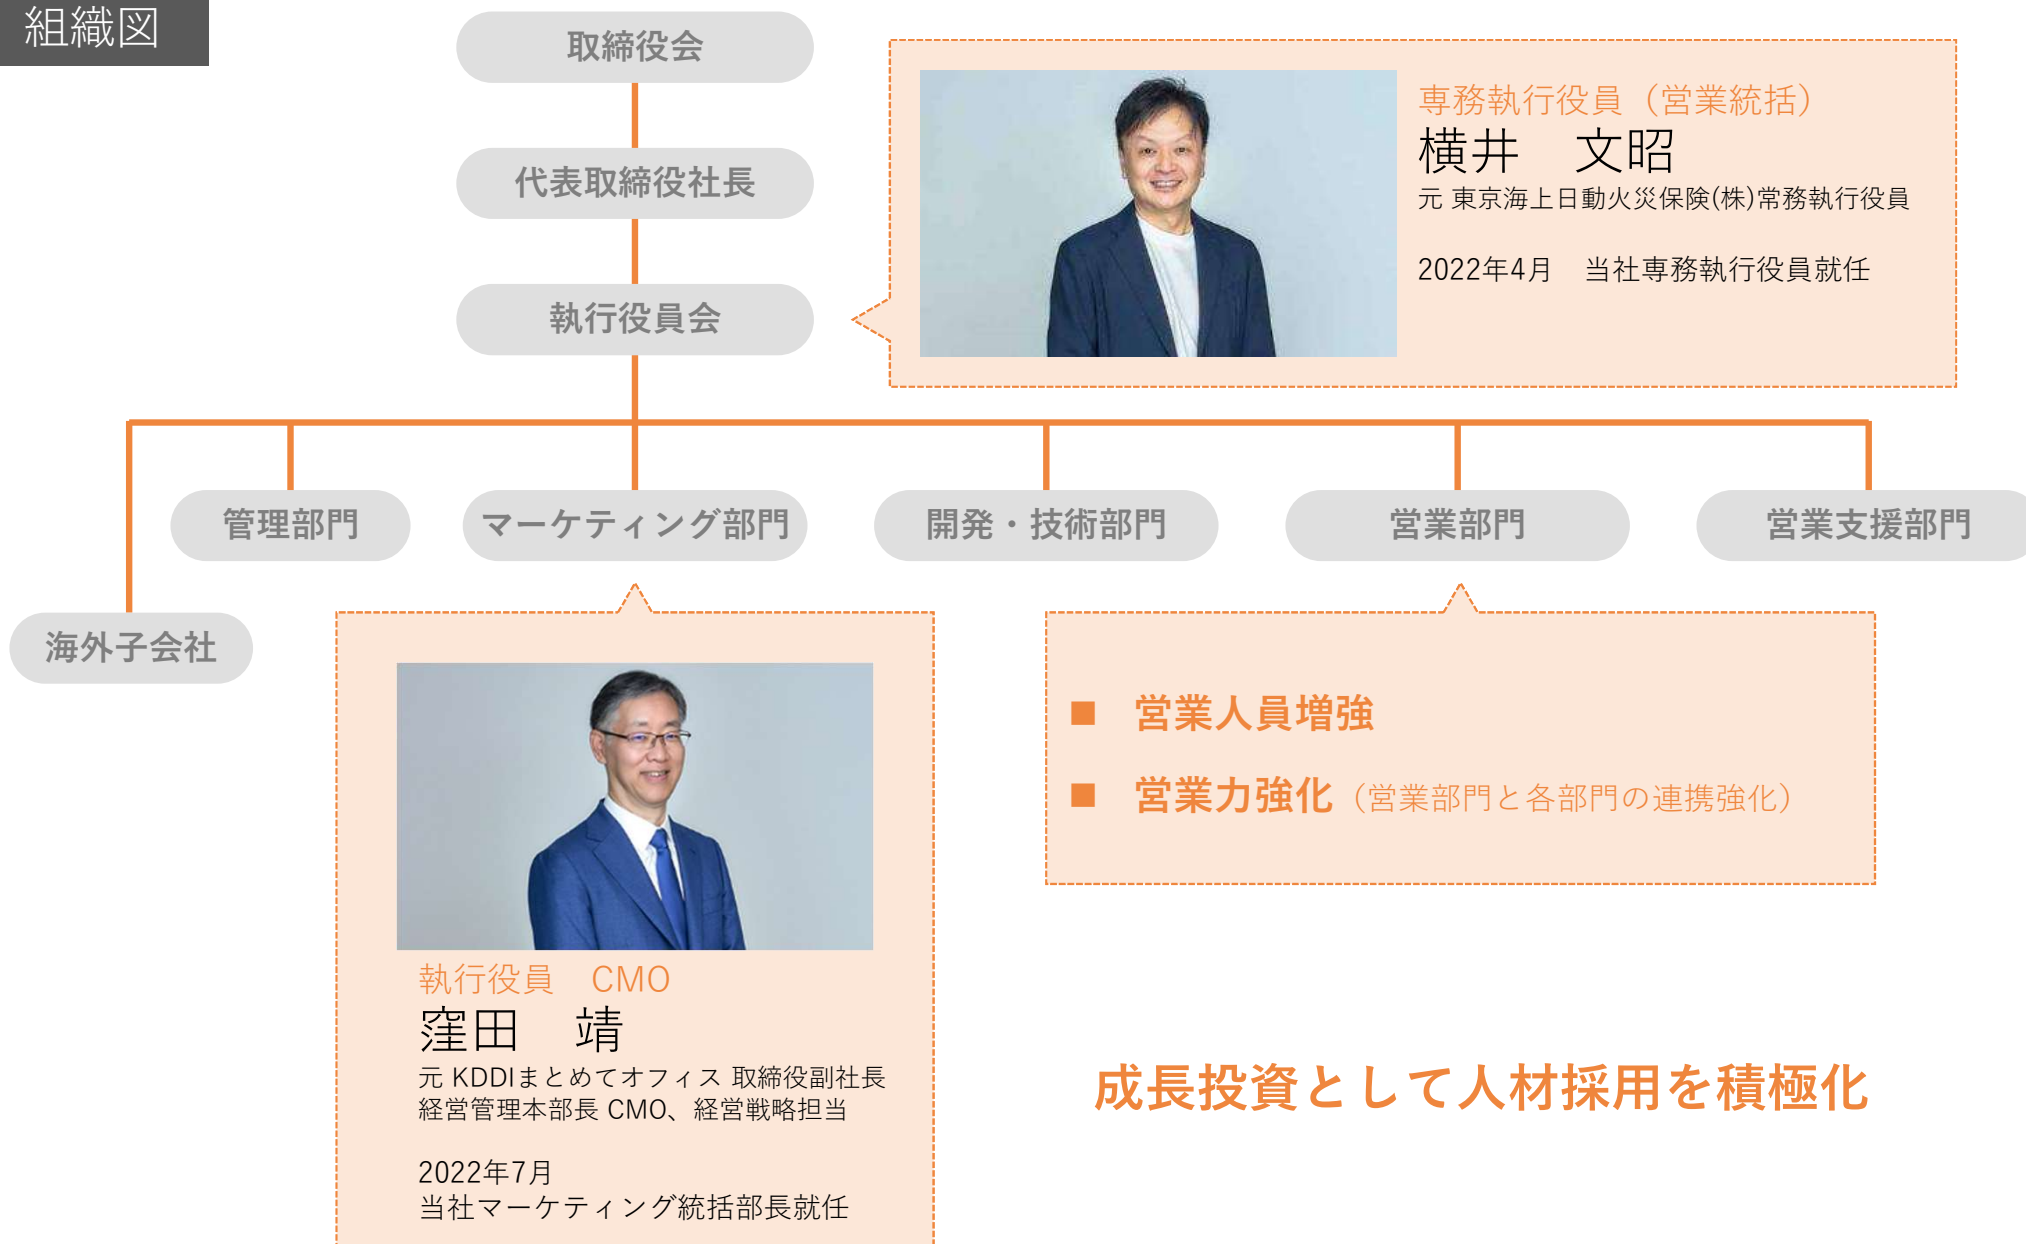 組織図
取締役会
代表取締役社長
執行役員会
専務執行役員（営業統括）
横井　文昭
元 東京海上日動火災保険(株)常務執行役員
2022年4月　当社専務執行役員就任
管理部門
マーケティング部門
開発・技術部門
営業部門
営業支援部門
海外子会社
執行役員　CMO
窪田　靖
元 KDDIまとめてオフィス 取締役副社長
経営管理本部長 CMO、経営戦略担当
2022年7月
当社マーケティング統括部長就任
■ 営業人員増強
■ 営業力強化（営業部門と各部門の連携強化）
成長投資として人材採用を積極化